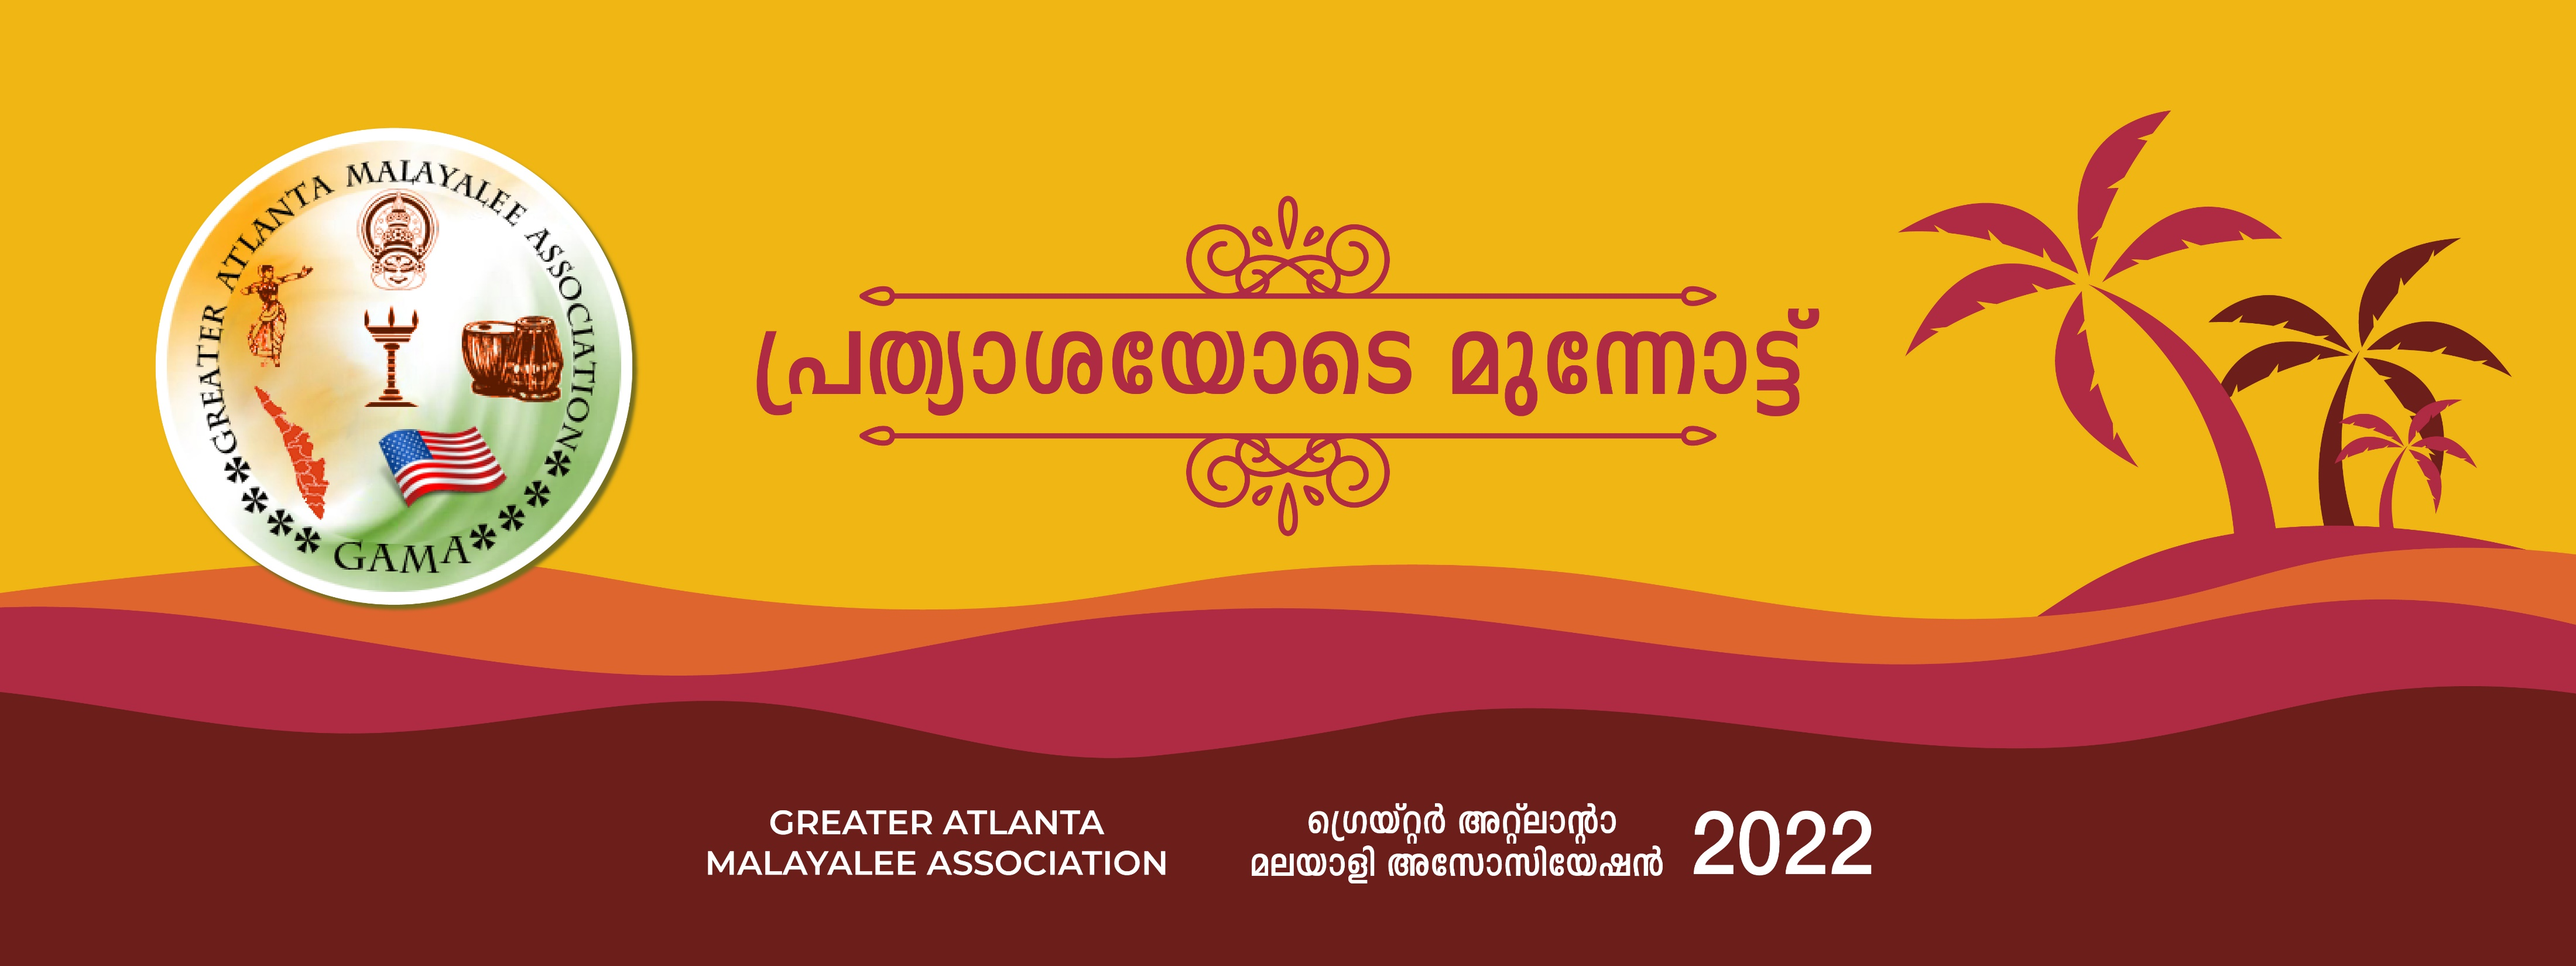 GREATER ATLANTA MALAYALEE ASSOCIATION
GAMA
പ്രത്യാശയോടെ മുന്നോട്ട്
GREATER ATLANTA
MALAYALEE ASSOCIATION
ഗ്രെയ്റ്റർ അറ്റ്ലാന്റാ
മലയാളി അസോസിയേഷൻ
2022